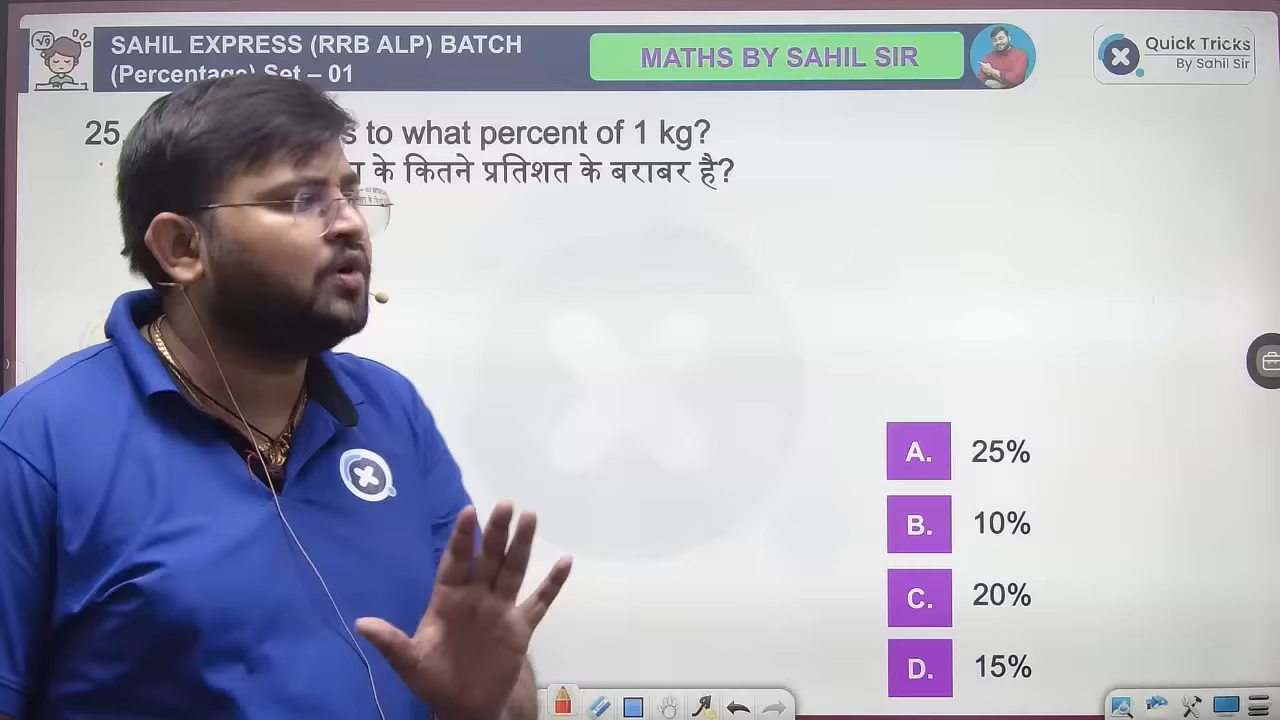 SAHIL EXPRESS (RRB ALP) BATCH
(Percentage) Set – 01
MATHS BY SAHIL SIR
Quick Tricks
By Sahil Sir
√9
25. to what percent of 1 kg?
के कितने प्रतिशत के बराबर है?
A. 25%
B. 10%
C. 20%
D. 15%